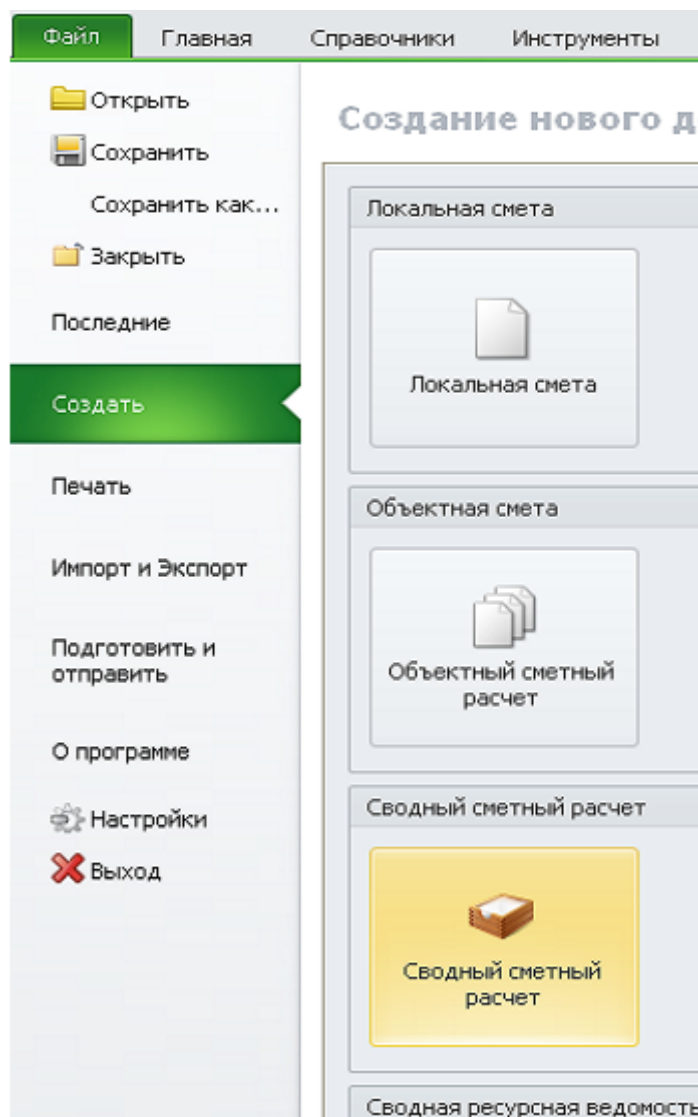 Файл Главная Справочники Инструменты
Открыть
Сохранить
Сохранить как...
Закрыть
Последние
Создать
Печать
Импорт и Экспорт
Подготовить и
отправить
О программе
Настройки
Выход
Создание нового д
Локальная смета
Локальная смета
Объектная смета
Объектный сметный
расчет
Сводный сметный расчет
Сводный сметный
расчет
Сводная ресурсная ведомость